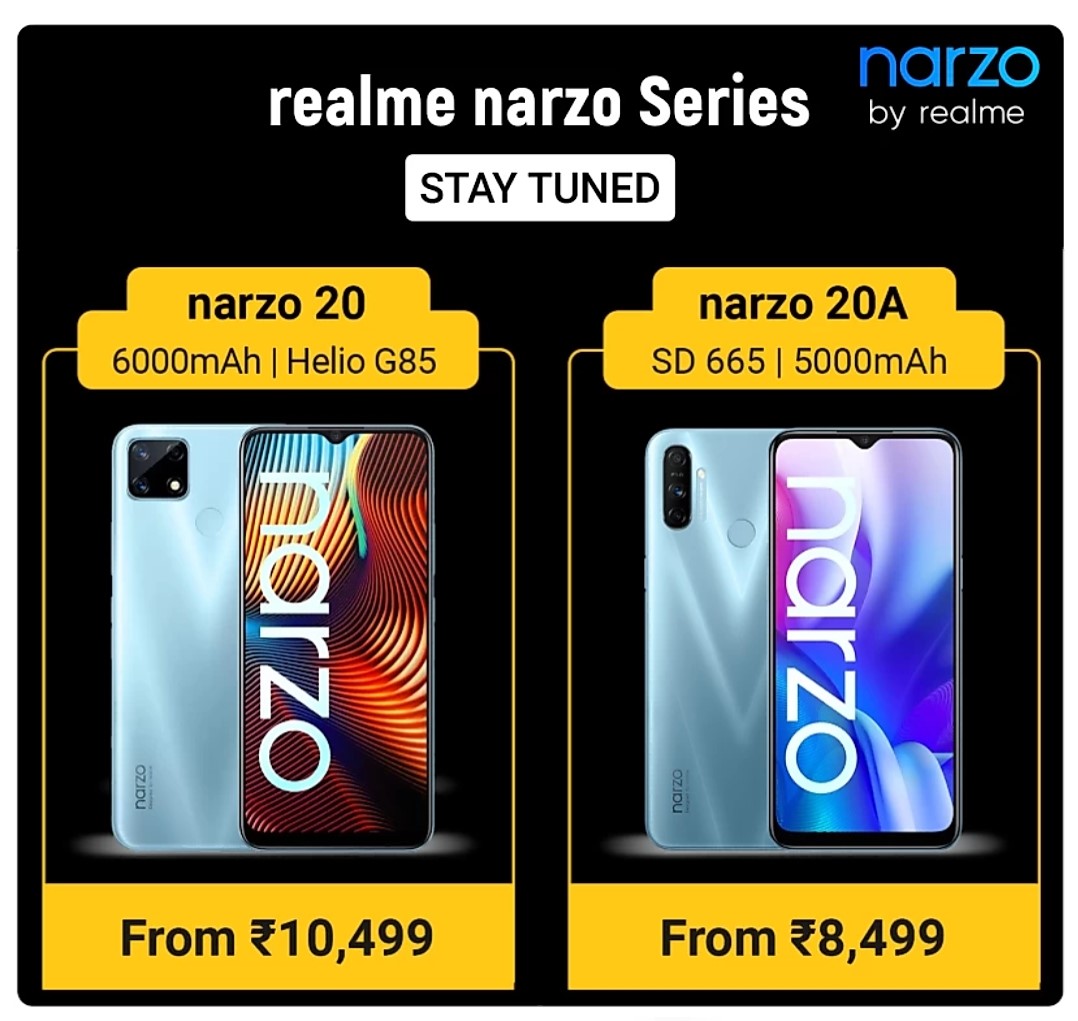 narzo
by realme
realme narzo Series
STAY TUNED
narzo 20
6000mAh | Helio G85
narzo
narzo
From ₹10,499
narzo 20A
SD 665 | 5000mAh
narzo
narzo
From ₹8,499